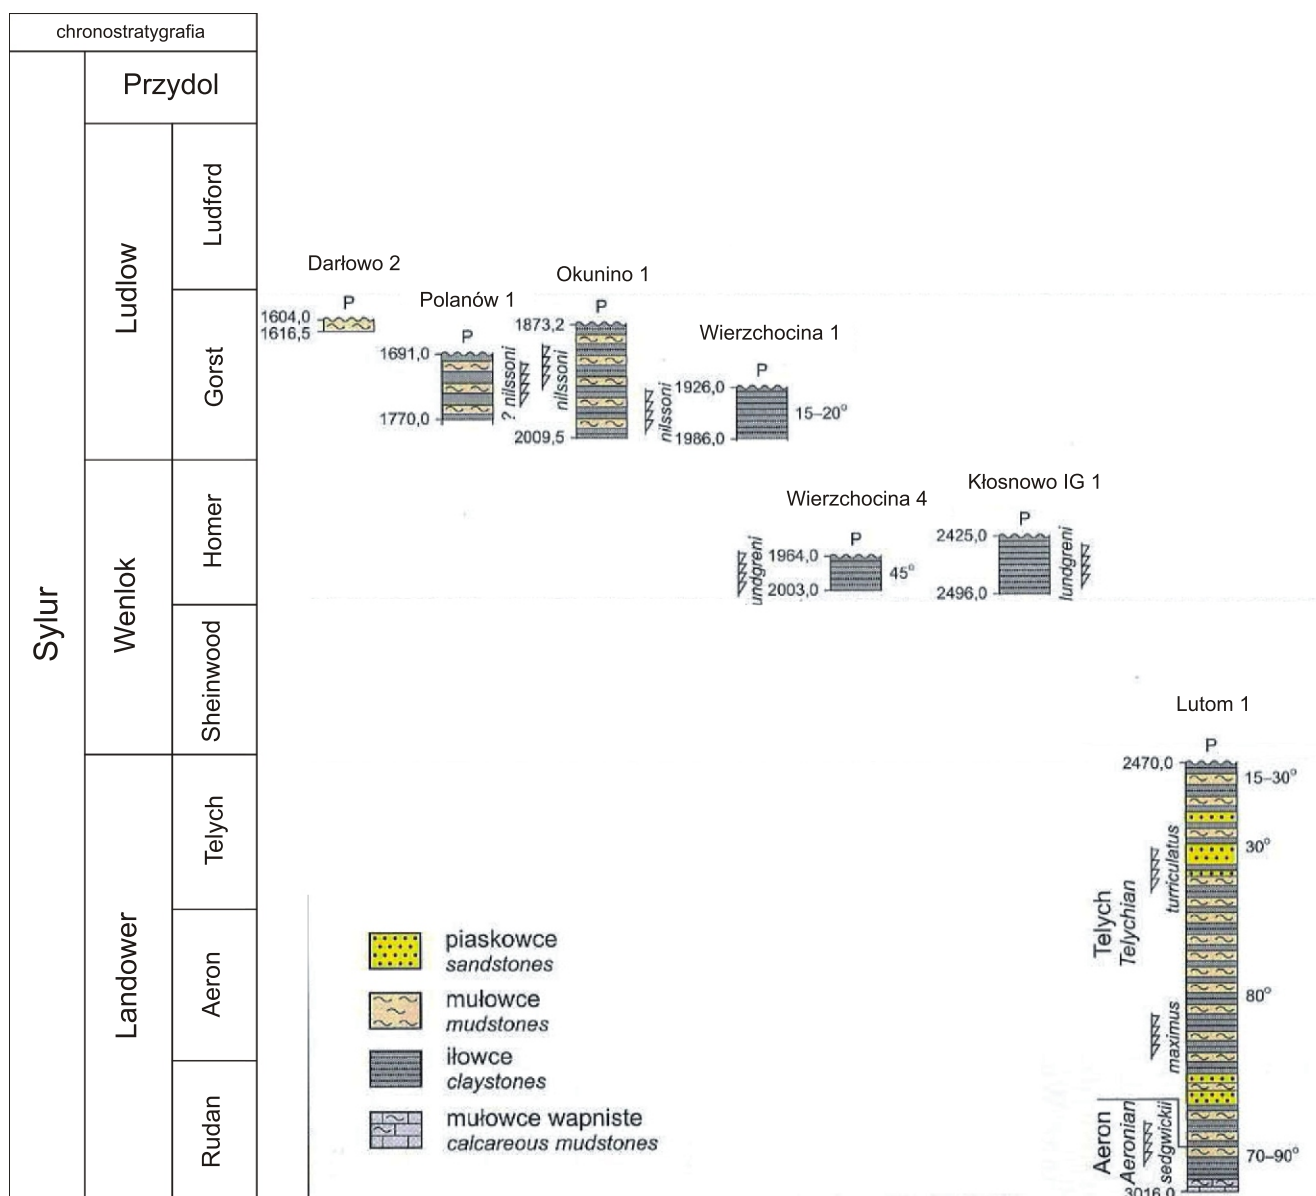 chronostratygrafia
Sylur
Przydol
Ludlow
Ludford
Gorst
Wenlok
Homer
Sheinwood
Landower
Telych
Aeron
Rudan
Darłowo 2
P
1604,0
1616,5
Polanów 1
P
1691,0
1770,0
? nilssoni
Okunino 1
P
1873,2
2009,5
nilssoni
Wierzchocina 1
P
1926,0
1986,0
nilssoni
15–20°
Wierzchocina 4
P
1964,0
2003,0
undgreni
45°
Kłosnowo IG 1
P
2425,0
2496,0
lundgreni
Lutom 1
P
2470,0
15–30°
30°
turriculatus
Telych
Telychian
80°
maximus
Aeron
Aeronian
sedgwickii
70–90°
3016,0
piaskowce
sandstones
mułowce
mudstones
iłowce
claystones
mułowce wapniste
calcareous mudstones